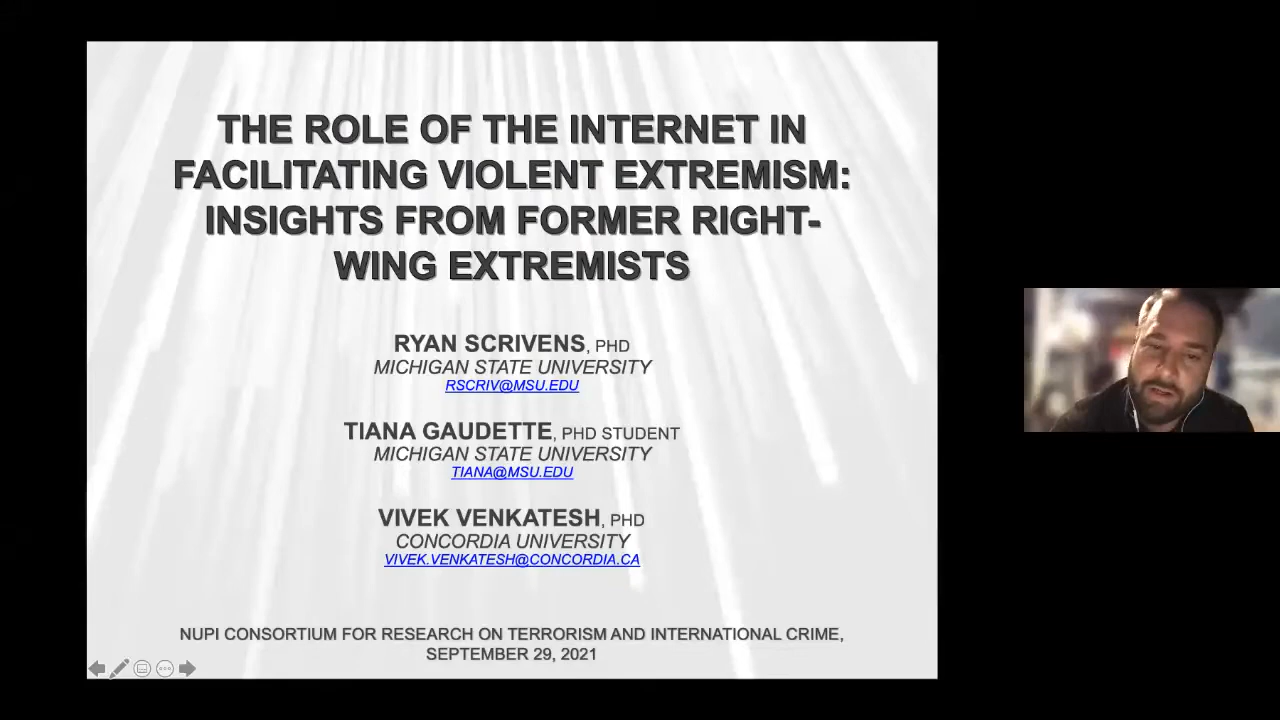 THE ROLE OF THE INTERNET IN
FACILITATING VIOLENT EXTREMISM:
INSIGHTS FROM FORMER RIGHT-
WING EXTREMISTS
RYAN SCRIVENS, PHD
MICHIGAN STATE UNIVERSITY
RSCRIV@MSU.EDU
TIANA GAUDETTE, PHD STUDENT
MICHIGAN STATE UNIVERSITY
TIANA@MSU.EDU
VIVEK VENKATESH, PHD
CONCORDIA UNIVERSITY
VIVEK.VENKATESH@CONCORDIA.CA
NUPI CONSORTIUM FOR RESEARCH ON TERRORISM AND INTERNATIONAL CRIME,
SEPTEMBER 29, 2021